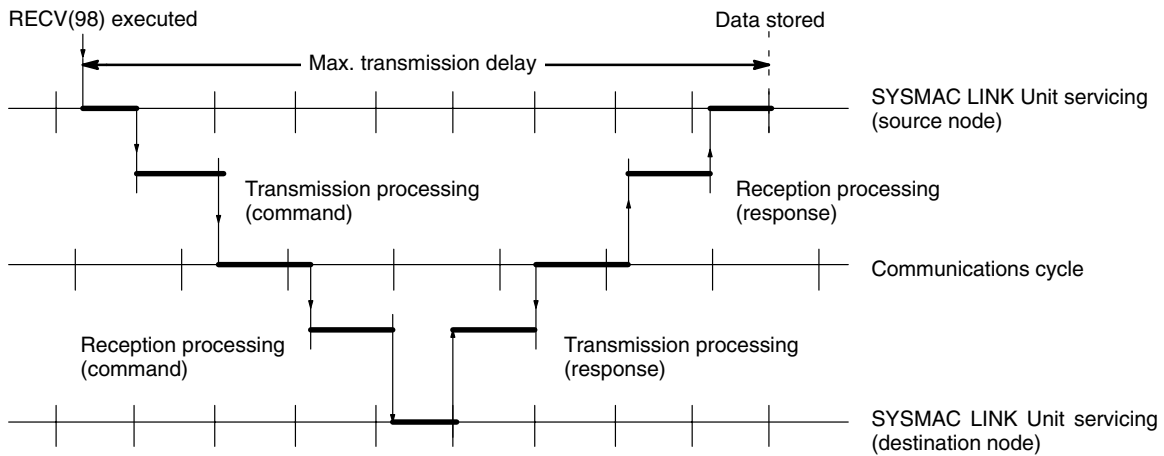 RECV(98) executed
Data stored
Max. transmission delay
SYSMAC LINK Unit servicing
(source node)
Transmission processing
(command)
Reception processing
(response)
Communications cycle
Reception processing
(command)
Transmission processing
(response)
SYSMAC LINK Unit servicing
(destination node)